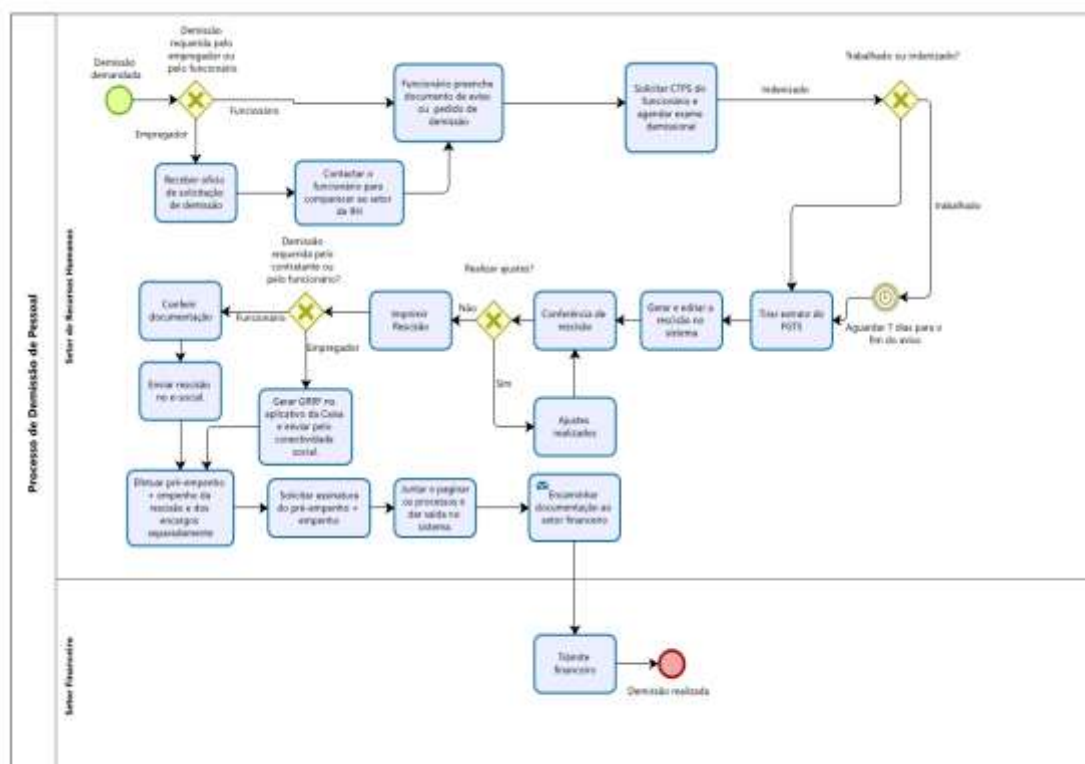 Processo de Demissão de Pessoal
Setor de Recursos Humanos
Demissão
demandada
Demissão
requerida pelo
empregador ou
pelo funcionário
Funcionário
Empregador
Receber ofício
de solicitação
de demissão
Contactar o
funcionário para
comparecer ao setor
de RH
Funcionário preenche
documento de aviso
ou pedido de
demissão
Solicitar CTPS do
funcionário e
agendar exame
demissional
Indenizado
Trabalhado ou indenizado?
trabalhado
Aguardar 7 dias para o
fim do aviso
Tirar extrato do
FGTS
Gerar e editar a
rescisão no
sistema
Conferência de
rescisão
Realizar ajustes?
Não
Sim
Ajustes
realizados
Imprimir
Rescisão
Demissão
requerida pelo
contratante ou
pelo funcionário?
Funcionário
Empregador
Conferir
documentação
Enviar rescisão
no e-social
Gerar GRRF no
aplicativo da Caixa
e enviar pelo
conectividade
social
Efetuar pré-empenho
+ empenho da
rescisão e dos
encargos
separadamente
Solicitar assinatura
do pré-empenho +
empenho
Juntar e paginar
os processos e
dar saída no
sistema
Encaminhar
documentação ao
setor financeiro
Setor Financeiro
Trâmite
financeiro
Demissão realizada